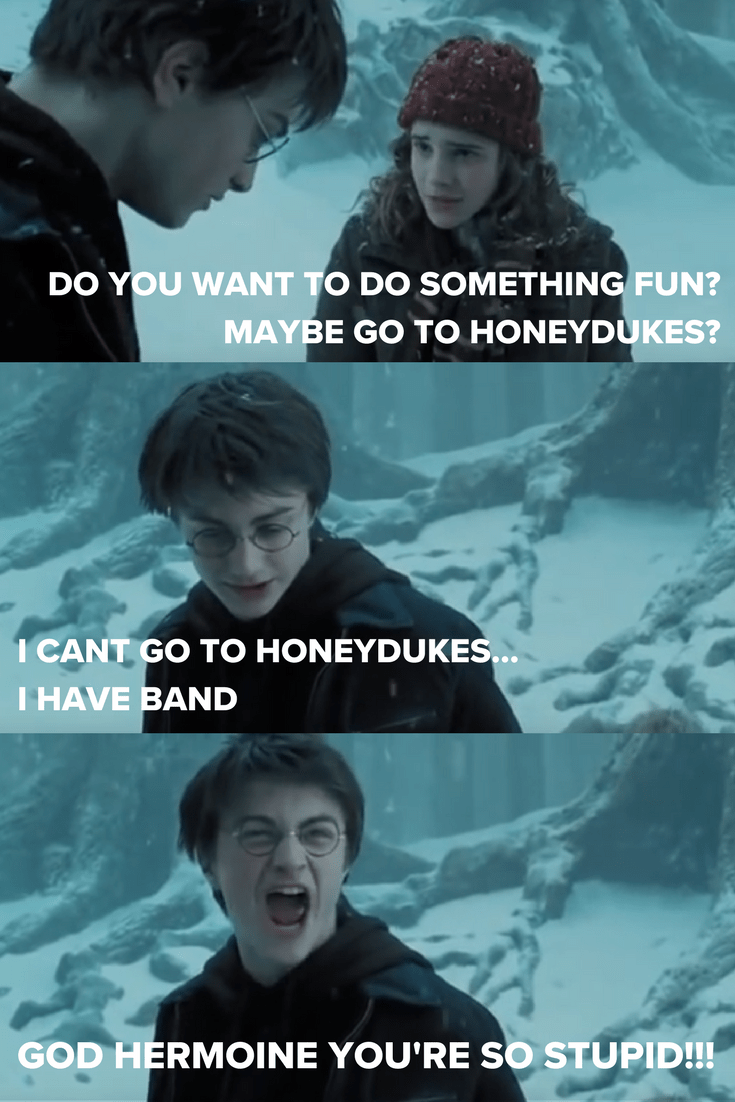 DO YOU WANT TO DO SOMETHING FUN?
MAYBE GO TO HONEYDUKES?
I CANT GO TO HONEYDUKES...
I HAVE BAND
GOD HERMOINE YOU'RE SO STUPID!!!